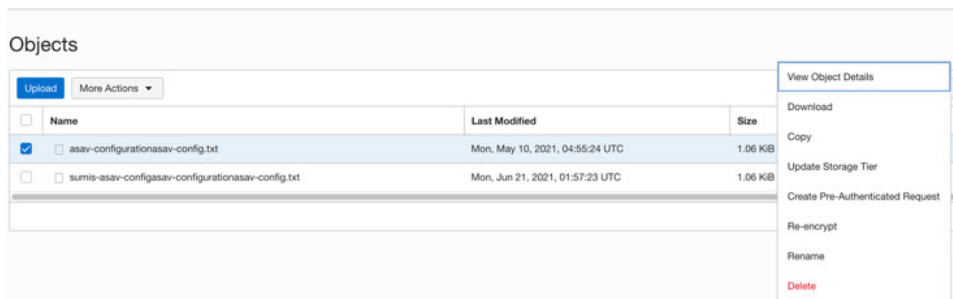 Objects
Upload More Actions
Name Last Modified Size
asav-configurationasav-config.txt Mon, May 10, 2021, 04:55:24 UTC 1.06 KiB
sumis-asav-configasav-configurationasav-config.txt Mon, Jun 21, 2021, 01:57:23 UTC 1.06 KiB
View Object Details
Download
Copy
Update Storage Tier
Create Pre-Authenticated Request
Re-encrypt
Rename
Delete